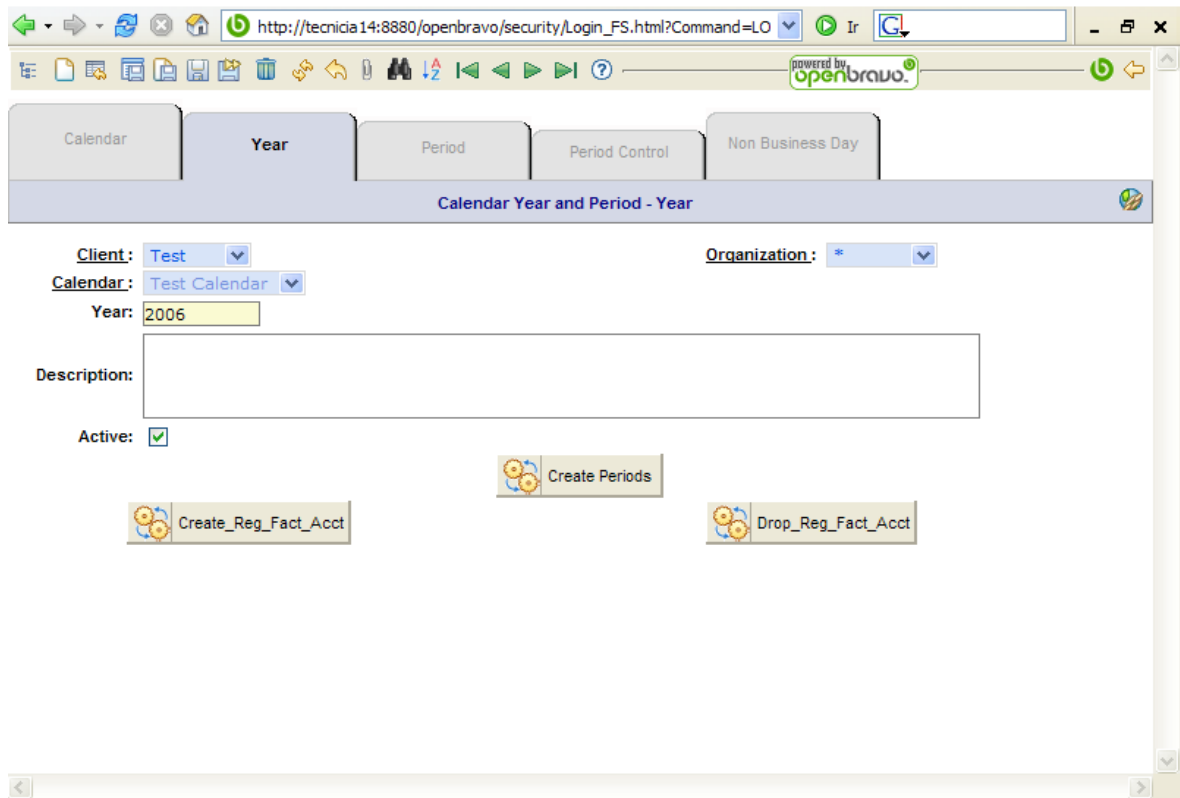 http://tecnicia14:8880/openbravo/security/Login_FS.html?Command=LO Ir G
powered by openbravo.
Calendar Year Period Period Control Non Business Day
Calendar Year and Period - Year
Client : Test Organization : *
Calendar : Test Calendar
Year: 2006
Description:
Active:
Create Periods
Create_Reg_Fact_Acct Drop_Reg_Fact_Acct